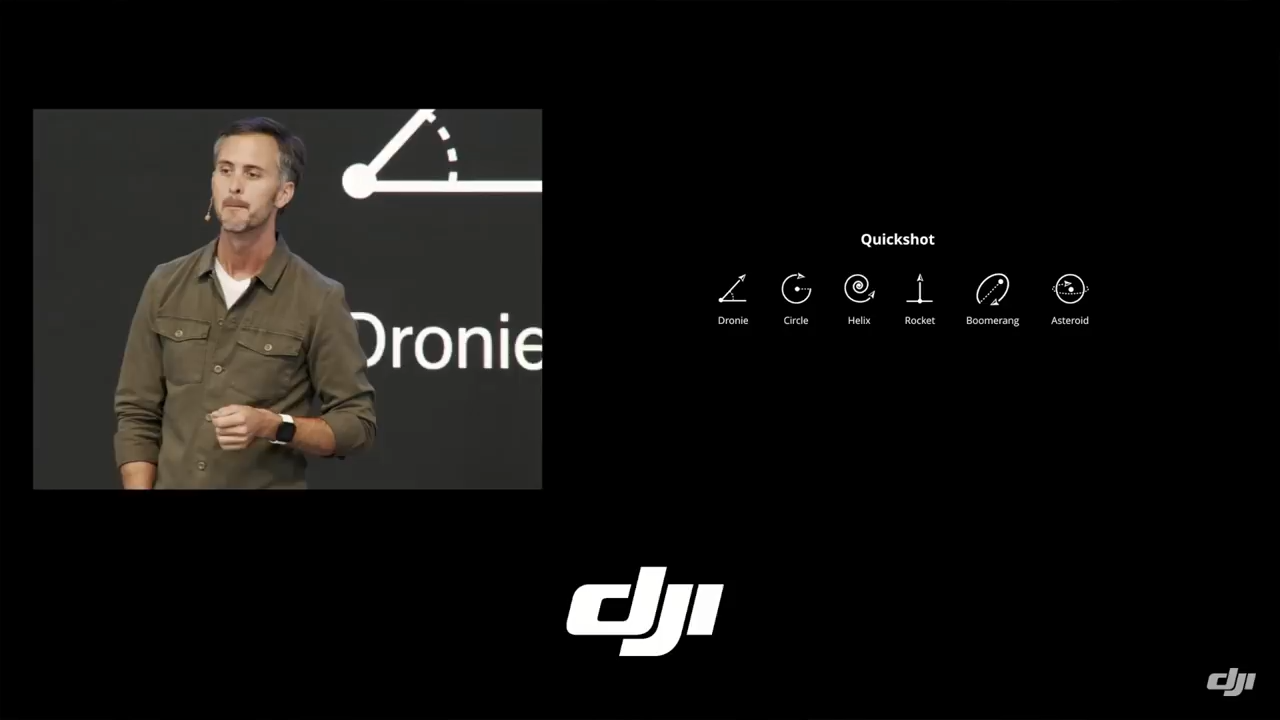 Dronie
Quickshot
Dronie Circle Helix Rocket Boomerang Asteroid
dji
dji